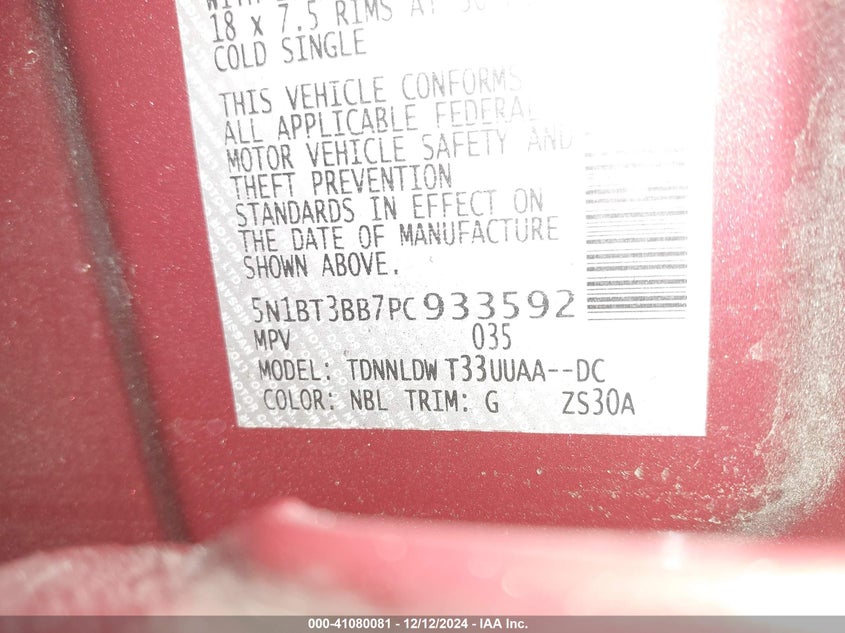 18 x 7.5 RIMS AT
COLD SINGLE
THIS VEHICLE CONFORMS
ALL APPLICABLE FEDERAL
MOTOR VEHICLE SAFETY AND
THEFT PREVENTION
STANDARDS IN EFFECT ON
THE DATE OF MANUFACTURE
SHOWN ABOVE.
5N1BT3BB7PC933592
MPV 035
MODEL: TDNNLDW T33UUAA--DC
COLOR: NBL TRIM: G ZS30A
000-41080081 - 12/12/2024 - IAA Inc.